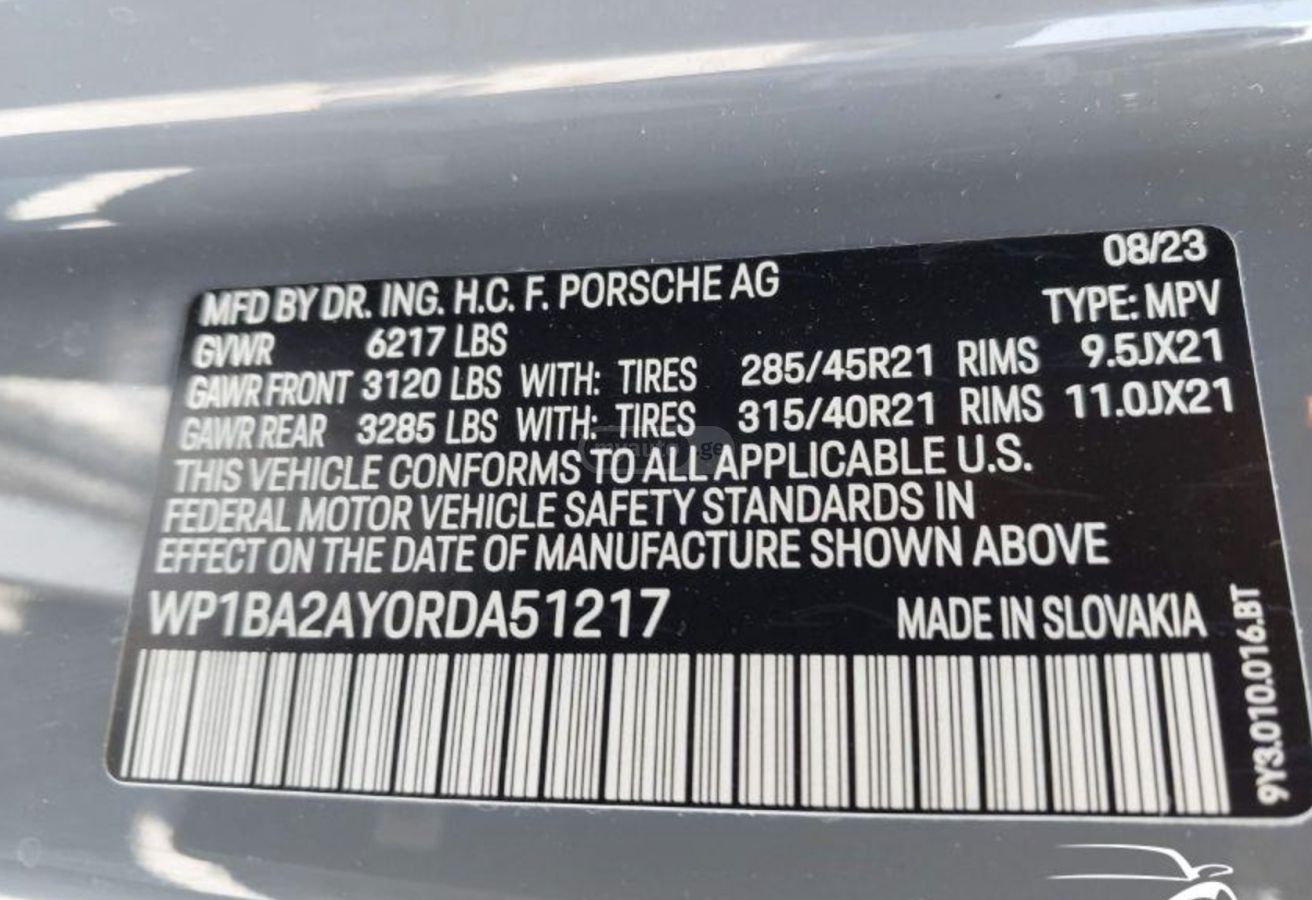 08/23
MFD BY DR. ING. H.C. F. PORSCHE AG
TYPE: MPV
GVWR 6217 LBS
GAWR FRONT 3120 LBS WITH: TIRES 285/45R21 RIMS 9.5JX21
GAWR REAR 3285 LBS WITH: TIRES 315/40R21 RIMS 11.0JX21
myauto.ge
THIS VEHICLE CONFORMS TO ALL APPLICABLE U.S.
FEDERAL MOTOR VEHICLE SAFETY STANDARDS IN
EFFECT ON THE DATE OF MANUFACTURE SHOWN ABOVE
WP1BA2AY0RDA51217 MADE IN SLOVAKIA
9Y3.010.016.BT